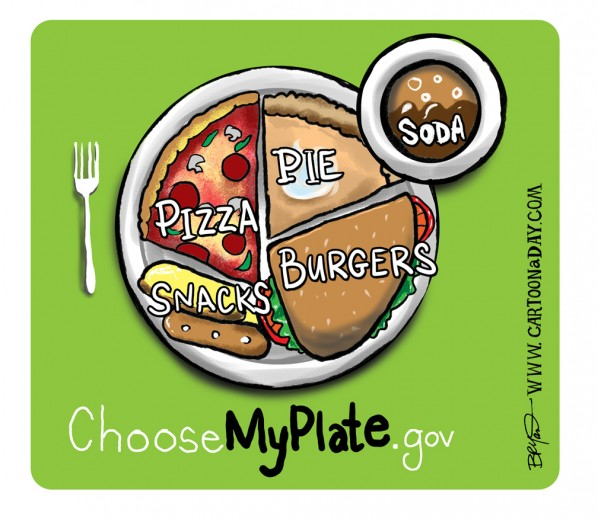 SODA
PIE
PIZZA
BURGERS
SNACKS
ChooseMyPlate.gov
WWW.CARTOONaDAY.COM